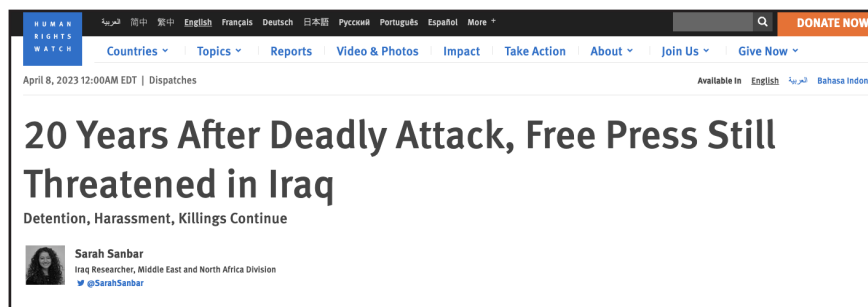 HUMAN
RIGHTS
WATCH
العربية 简中 繁中 English Français Deutsch 日本語 Русский Português Español More +
DONATE NOW
Countries Topics Reports Video & Photos Impact Take Action About Join Us Give Now
April 8, 2023 12:00AM EDT | Dispatches
Available In English العربية Bahasa Indon
20 Years After Deadly Attack, Free Press Still
Threatened in Iraq
Detention, Harassment, Killings Continue
Sarah Sanbar
Iraq Researcher, Middle East and North Africa Division
@SarahSanbar